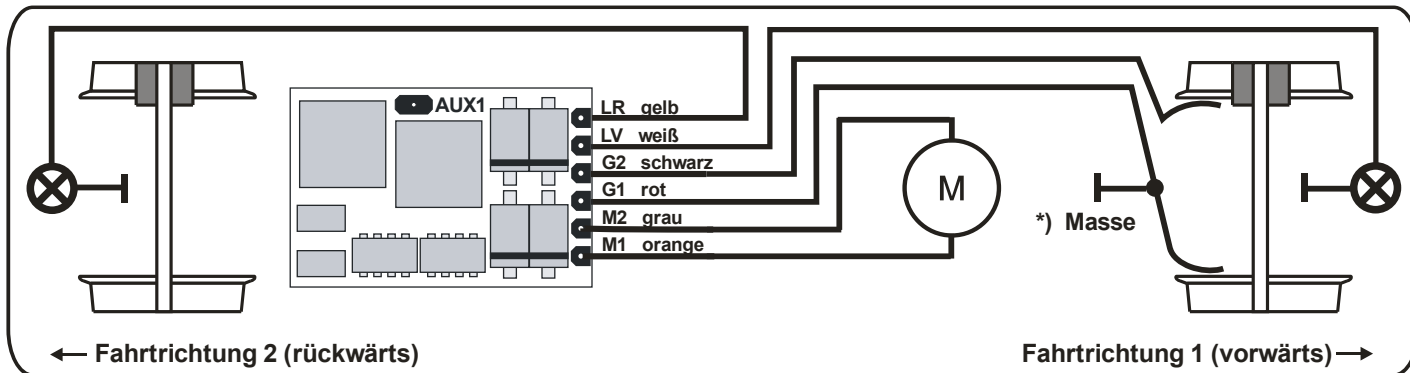 AUX1
LR gelb
LV weiß
G2 schwarz
G1 rot
M2 grau
M1 orange
M
*) Masse
← Fahrtrichtung 2 (rückwärts)
Fahrtrichtung 1 (vorwärts) →